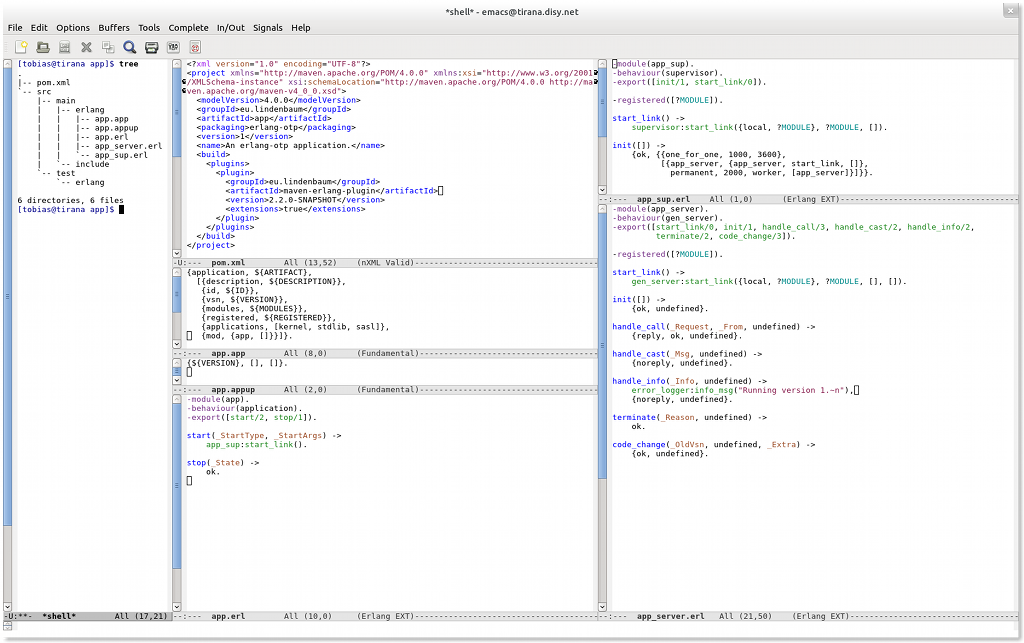 *shell* - emacs@tirana.disy.net
File Edit Options Buffers Tools Complete In/Out Signals Help
[tobias@tirana app]$ tree
.
|-- pom.xml
`-- src
    |-- main
    |   |-- erlang
    |   |   |-- app.app
    |   |   |-- app.appup
    |   |   |-- app.erl
    |   |   |-- app_server.erl
    |   |   `-- app_sup.erl
    |   `-- include
    `-- test
        `-- erlang

6 directories, 6 files
[tobias@tirana app]$
-U:**-  *shell*        All (17,21)
<?xml version="1.0" encoding="UTF-8"?>
<project xmlns="http://maven.apache.org/POM/4.0.0" xmlns:xsi="http://www.w3.org/2001
/XMLSchema-instance" xsi:schemaLocation="http://maven.apache.org/POM/4.0.0 http://ma
ven.apache.org/maven-v4_0_0.xsd">
  <modelVersion>4.0.0</modelVersion>
  <groupId>eu.lindenbaum</groupId>
  <artifactId>app</artifactId>
  <packaging>erlang-otp</packaging>
  <version>1</version>
  <name>An erlang-otp application.</name>
  <build>
    <plugins>
      <plugin>
        <groupId>eu.lindenbaum</groupId>
        <artifactId>maven-erlang-plugin</artifactId>
        <version>2.2.0-SNAPSHOT</version>
        <extensions>true</extensions>
      </plugin>
    </plugins>
  </build>
</project>
-U:---  pom.xml        All (13,52)    (nXML Valid)
{application, ${ARTIFACT},
  [{description, ${DESCRIPTION}},
   {id, ${ID}},
   {vsn, ${VERSION}},
   {modules, ${MODULES}},
   {registered, ${REGISTERED}},
   {applications, [kernel, stdlib, sasl]},
   {mod, {app, []}}]}.
--:---  app.app        All (8,0)      (Fundamental)
{${VERSION}, [], []}.
--:---  app.appup      All (2,0)      (Fundamental)
-module(app).
-behaviour(application).
-export([start/2, stop/1]).

start(_StartType, _StartArgs) ->
    app_sup:start_link().

stop(_State) ->
    ok.
--:---  app.erl        All (10,0)     (Erlang EXT)
-module(app_sup).
-behaviour(supervisor).
-export([init/1, start_link/0]).

-registered([?MODULE]).

start_link() ->
    supervisor:start_link({local, ?MODULE}, ?MODULE, []).

init([]) ->
    {ok, {{one_for_one, 1000, 3600},
          [{app_server, {app_server, start_link, []},
            permanent, 2000, worker, [app_server]}]}}.
--:---  app_sup.erl    All (1,0)      (Erlang EXT)
-module(app_server).
-behaviour(gen_server).
-export([start_link/0, init/1, handle_call/3, handle_cast/2, handle_info/2,
         terminate/2, code_change/3]).

-registered([?MODULE]).

start_link() ->
    gen_server:start_link({local, ?MODULE}, ?MODULE, [], []).

init([]) ->
    {ok, undefined}.

handle_call(_Request, _From, undefined) ->
    {reply, ok, undefined}.

handle_cast(_Msg, undefined) ->
    {noreply, undefined}.

handle_info(_Info, undefined) ->
    error_logger:info_msg("Running version 1.~n"),
    {noreply, undefined}.

terminate(_Reason, undefined) ->
    ok.

code_change(_OldVsn, undefined, _Extra) ->
    {ok, undefined}.
--:---  app_server.erl   All (21,50)    (Erlang EXT)